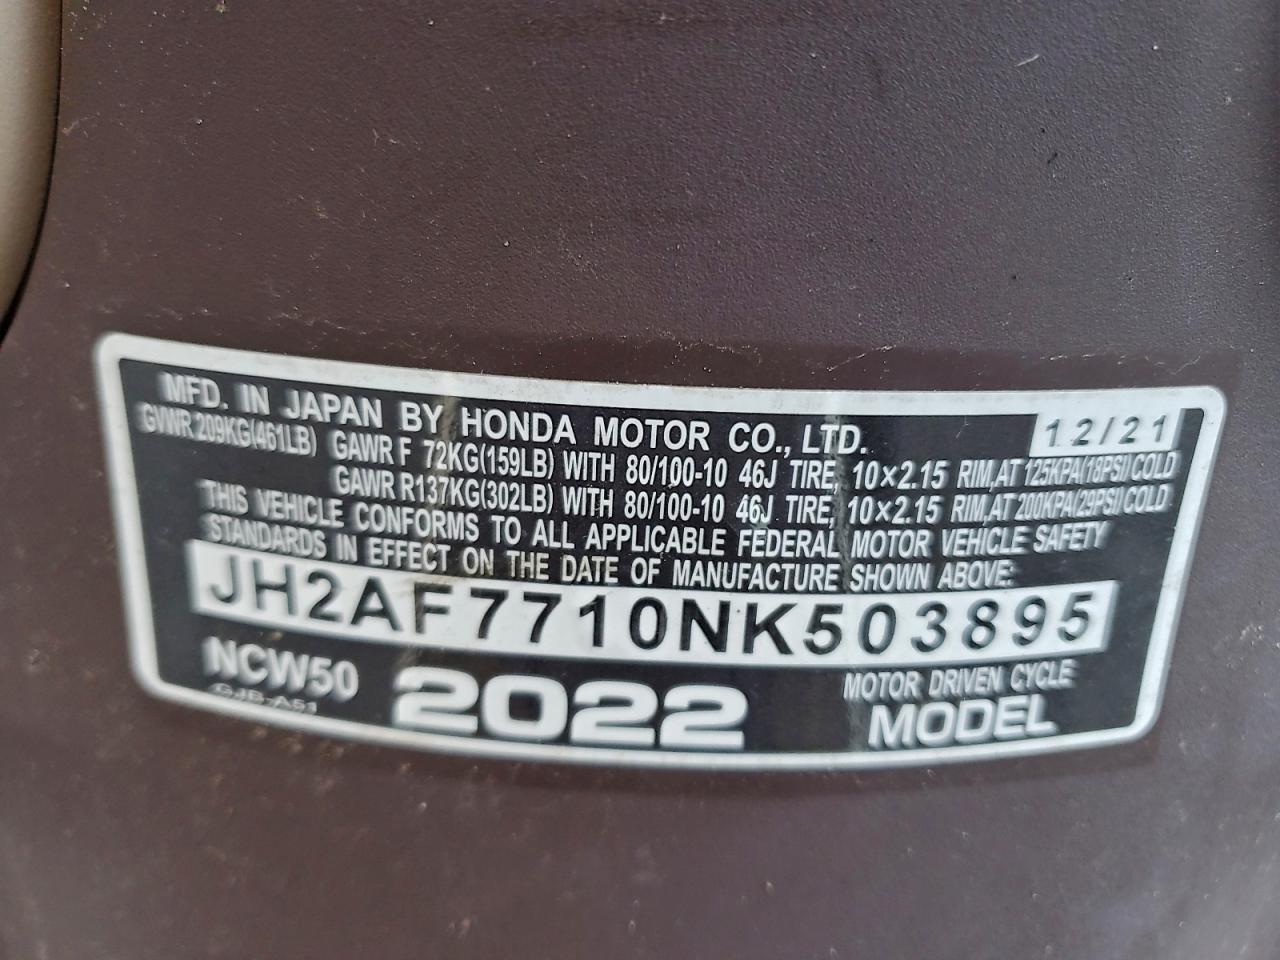 MFD. IN JAPAN BY HONDA MOTOR CO., LTD. 12/21
GVWR 209KG(461LB) GAWR F 72KG(159LB) WITH 80/100-10 46J TIRE, 10×2.15 RIM, AT 125KPA(18PSI) COLD
GAWR R137KG(302LB) WITH 80/100-10 46J TIRE, 10×2.15 RIM, AT 200KPA(29PSI) COLD
THIS VEHICLE CONFORMS TO ALL APPLICABLE FEDERAL MOTOR VEHICLE SAFETY
STANDARDS IN EFFECT ON THE DATE OF MANUFACTURE SHOWN ABOVE:
JH2AF7710NK503895
NCW50 2022 MOTOR DRIVEN CYCLE
GJB-A51 MODEL